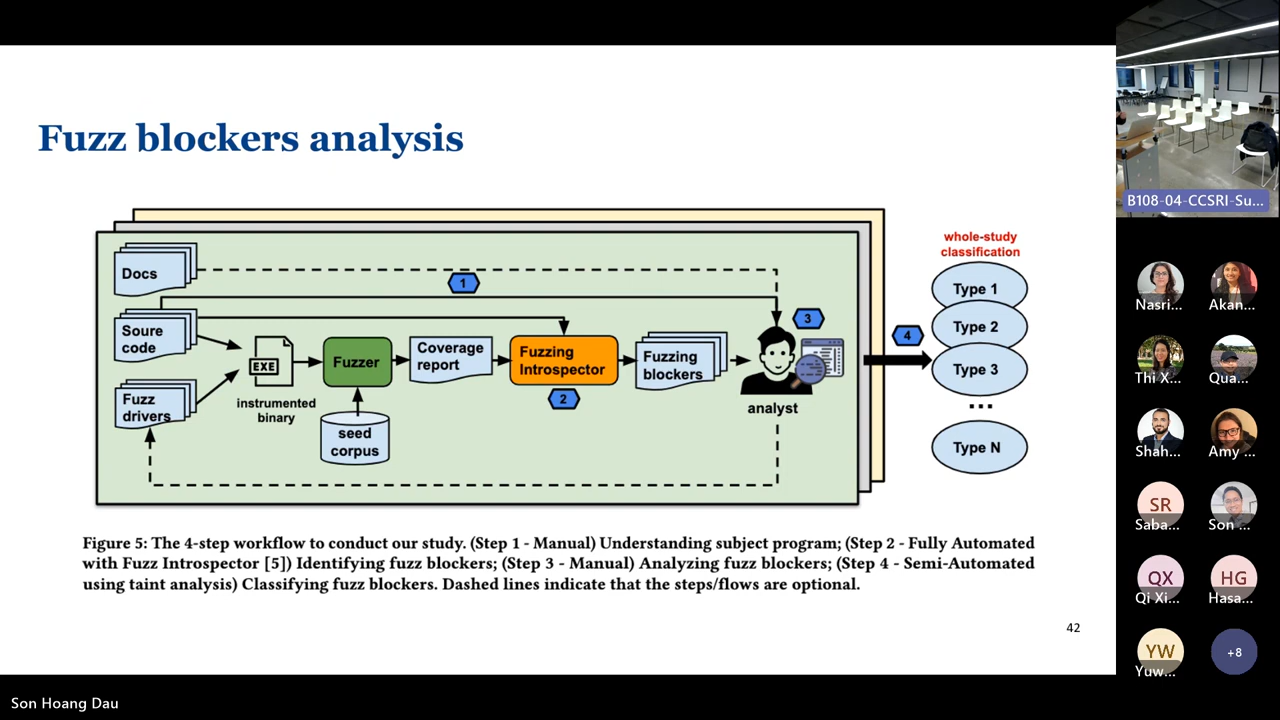 Fuzz blockers analysis
whole-study
classification
Docs
1
Soure
code
Fuzz
drivers
EXE
instrumented
binary
Fuzzer
seed
corpus
Coverage
report
Fuzzing
Introspector
2
Fuzzing
blockers
3
analyst
4
Type 1
Type 2
Type 3
...
Type N
Figure 5: The 4-step workflow to conduct our study. (Step 1 - Manual) Understanding subject program; (Step 2 - Fully Automated
with Fuzz Introspector [5]) Identifying fuzz blockers; (Step 3 - Manual) Analyzing fuzz blockers; (Step 4 - Semi-Automated
using taint analysis) Classifying fuzz blockers. Dashed lines indicate that the steps/flows are optional.
42
B108-04-CCSRI-Su...
Nasri...
Akan...
Thi X...
Qua...
Shah...
Amy ...
SR
Saba...
Son ...
QX
Qi Xi...
HG
Hasa...
YW
Yuw...
+8
Son Hoang Dau